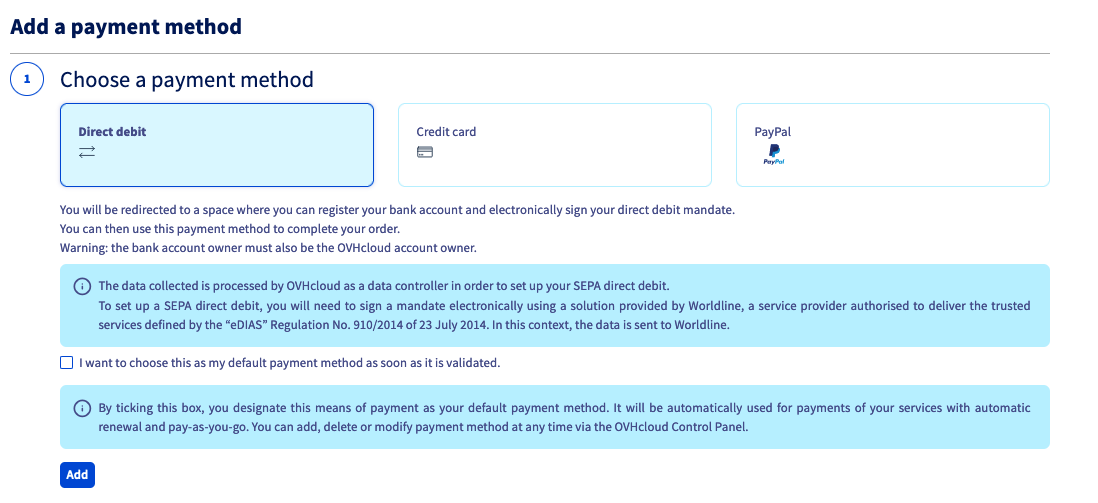 Add a payment method
1
Choose a payment method
Direct debit
Credit card
PayPal
PayPal
You will be redirected to a space where you can register your bank account and electronically sign your direct debit mandate.
You can then use this payment method to complete your order.
Warning: the bank account owner must also be the OVHcloud account owner.
The data collected is processed by OVHcloud as a data controller in order to set up your SEPA direct debit.
To set up a SEPA direct debit, you will need to sign a mandate electronically using a solution provided by Worldline, a service provider authorised to deliver the trusted
services defined by the “eDIAS” Regulation No. 910/2014 of 23 July 2014. In this context, the data is sent to Worldline.
I want to choose this as my default payment method as soon as it is validated.
By ticking this box, you designate this means of payment as your default payment method. It will be automatically used for payments of your services with automatic
renewal and pay-as-you-go. You can add, delete or modify payment method at any time via the OVHcloud Control Panel.
Add